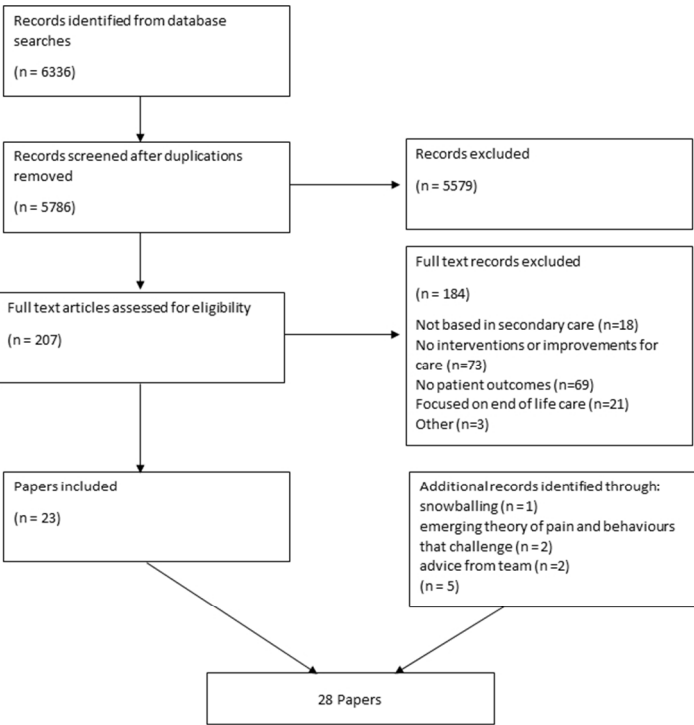 Records identified from database
searches
(n = 6336)
Records screened after duplications
removed
(n = 5786)
Records excluded
(n = 5579)
Full text articles assessed for eligibility
(n = 207)
Full text records excluded
(n = 184)
Not based in secondary care (n=18)
No interventions or improvements for
care (n=73)
No patient outcomes (n=69)
Focused on end of life care (n=21)
Other (n=3)
Papers included
(n = 23)
Additional records identified through:
snowballing (n = 1)
emerging theory of pain and behaviours
that challenge (n = 2)
advice from team (n =2)
(n = 5)
28 Papers